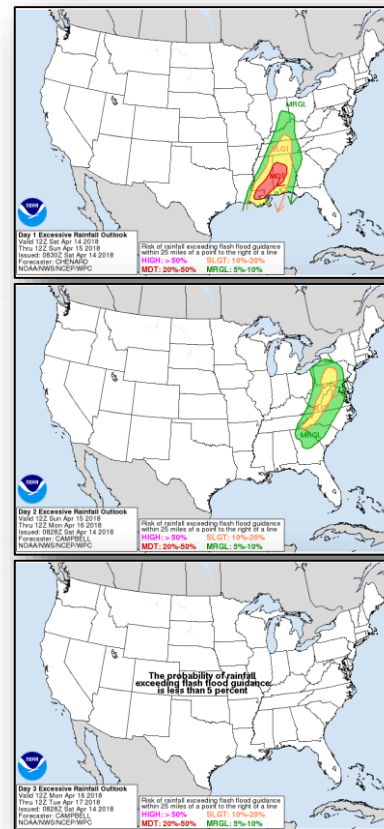 MRGL
SLGT
MDT
NOAA
Day 1 Excessive Rainfall Outlook
Valid 12Z Sat Apr 14 2018
Thru 12Z Sun Apr 15 2018
Issued: 0830Z Sat Apr 14 2018
Forecaster: CHENARD
NOAA/NWS/NCEP/WPC
Risk of rainfall exceeding flash flood guidance
within 25 miles of a point to the right of a line
HIGH: > 50% SLGT: 10%-20%
MDT: 20%-50% MRGL: 5%-10%
MRGL
NOAA
Day 2 Excessive Rainfall Outlook
Valid 12Z Sun Apr 15 2018
Thru 12Z Mon Apr 16 2018
Issued: 0828Z Sat Apr 14 2018
Forecaster: CAMPBELL
NOAA/NWS/NCEP/WPC
Risk of rainfall exceeding flash flood guidance
within 25 miles of a point to the right of a line
HIGH: > 50% SLGT: 10%-20%
MDT: 20%-50% MRGL: 5%-10%
The probability of rainfall
exceeding flash flood guidance
is less than 5 percent
NOAA
Day 3 Excessive Rainfall Outlook
Valid 12Z Mon Apr 16 2018
Thru 12Z Tue Apr 17 2018
Issued: 0828Z Sat Apr 14 2018
Forecaster: CAMPBELL
NOAA/NWS/NCEP/WPC
Risk of rainfall exceeding flash flood guidance
within 25 miles of a point to the right of a line
HIGH: > 50% SLGT: 10%-20%
MDT: 20%-50% MRGL: 5%-10%